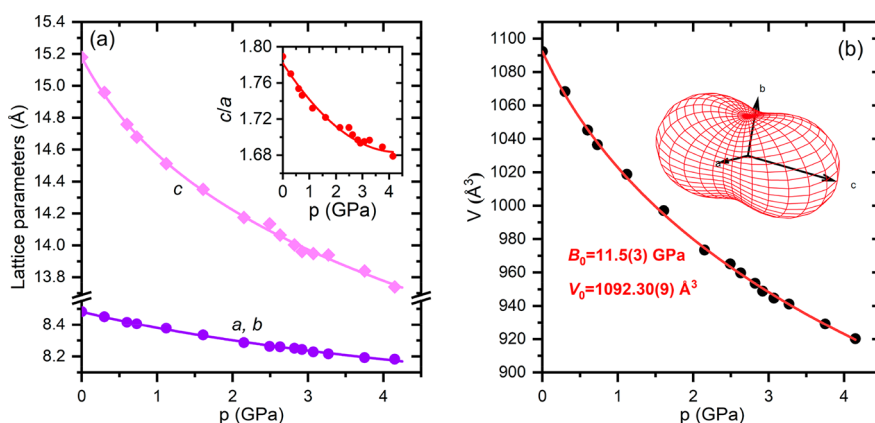 (a)
15.4
15.2
15.0
14.8
14.6
14.4
14.2
14.0
13.8
8.4
8.2
Lattice parameters (Å)
c
a, b
0 1 2 3 4
p (GPa)
1.80
1.76
1.72
1.68
c/a
0 1 2 3 4
p (GPa)
(b)
1100
1080
1060
1040
1020
1000
980
960
940
920
900
V (Å³)
b
a
c
B₀=11.5(3) GPa
V₀=1092.30(9) Å³
0 1 2 3 4
p (GPa)